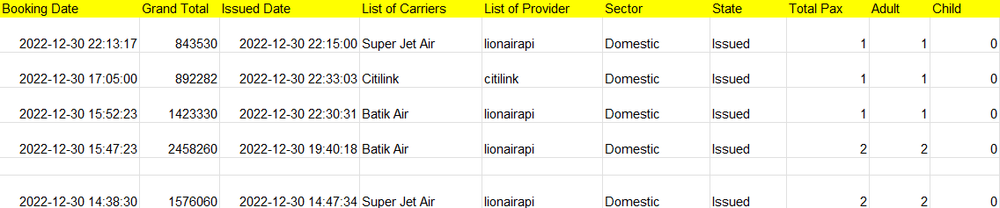 Booking Date Grand Total Issued Date List of Carriers List of Provider Sector State Total Pax Adult Child
2022-12-30 22:13:17 843530 2022-12-30 22:15:00 Super Jet Air lionairapi Domestic Issued 1 1 0
2022-12-30 17:05:00 892282 2022-12-30 22:33:03 Citilink citilink Domestic Issued 1 1 0
2022-12-30 15:52:23 1423330 2022-12-30 22:30:31 Batik Air lionairapi Domestic Issued 1 1 0
2022-12-30 15:47:23 2458260 2022-12-30 19:40:18 Batik Air lionairapi Domestic Issued 2 2 0
2022-12-30 14:38:30 1576060 2022-12-30 14:47:34 Super Jet Air lionairapi Domestic Issued 2 2 0